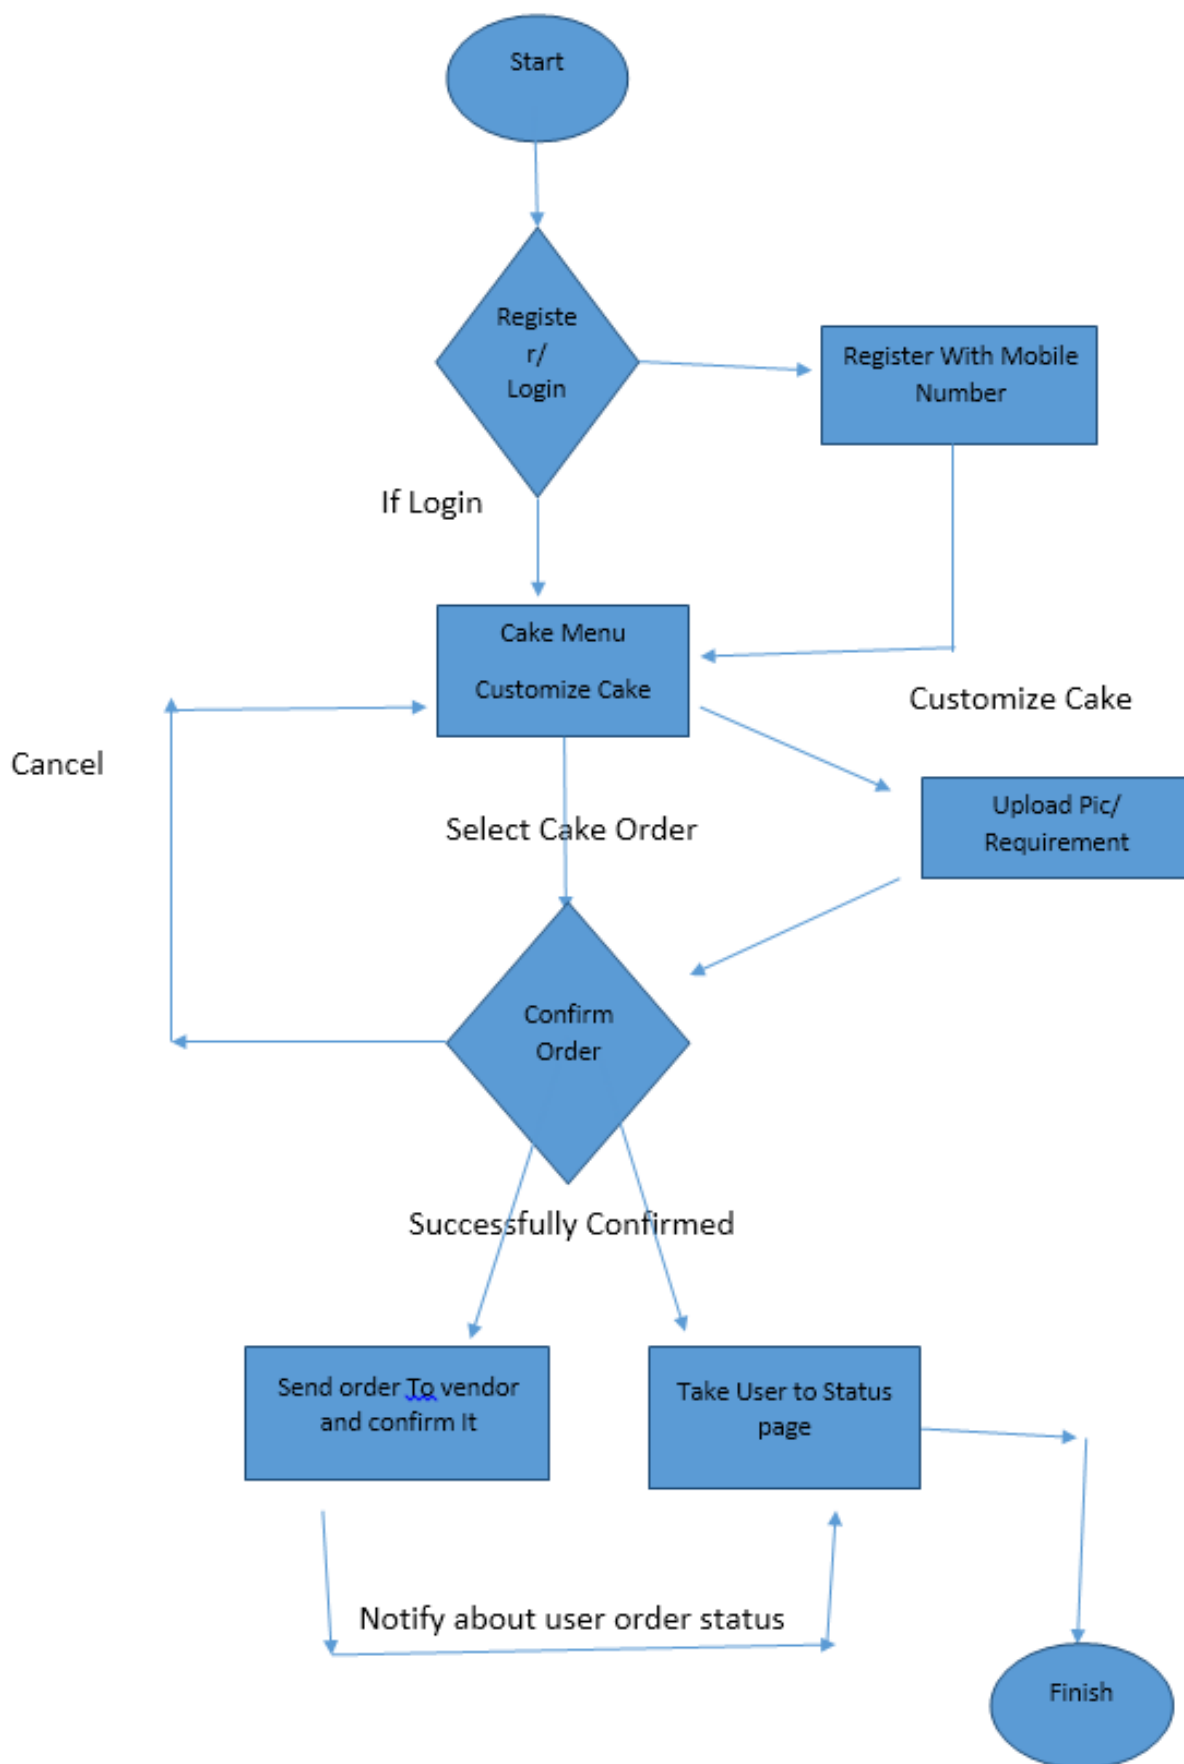 Start
Registe
r/
Login
Register With Mobile
Number
If Login
Cake Menu
Customize Cake
Customize Cake
Cancel
Upload Pic/
Requirement
Select Cake Order
Confirm
Order
Successfully Confirmed
Send order To vendor
and confirm It
Take User to Status
page
Notify about user order status
Finish